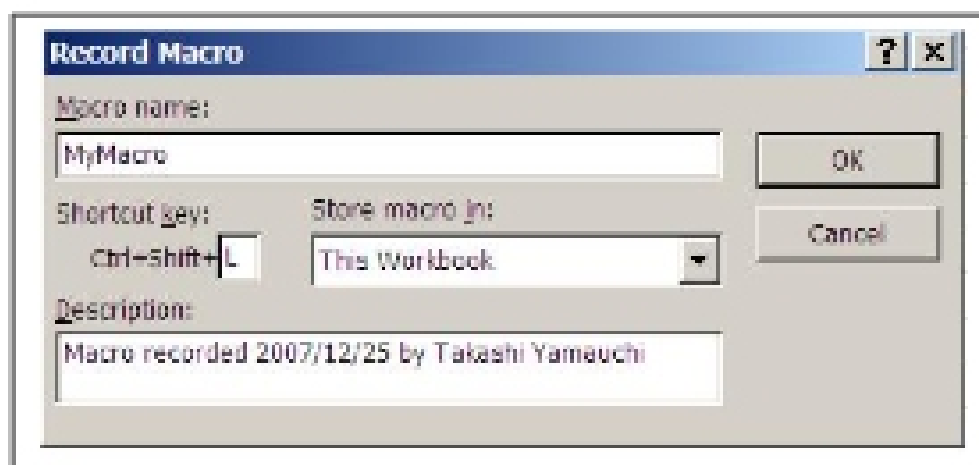 Record Macro
Macro name:
MyMacro
OK
Shortcut key:
Store macro in:
Cancel
Ctrl+Shift+L
This Workbook
Description:
Macro recorded 2007/12/25 by Takashi Yamauchi